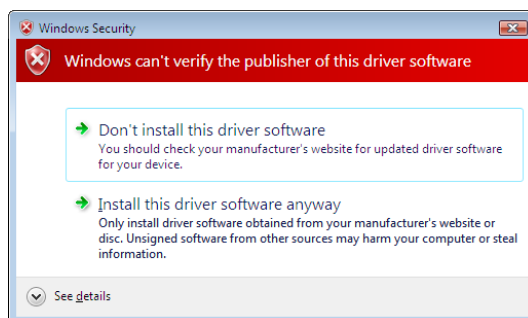 Windows Security
Windows can't verify the publisher of this driver software
Don't install this driver software
You should check your manufacturer's website for updated driver software
for your device.
Install this driver software anyway
Only install driver software obtained from your manufacturer's website or
disc. Unsigned software from other sources may harm your computer or steal
information.
See details